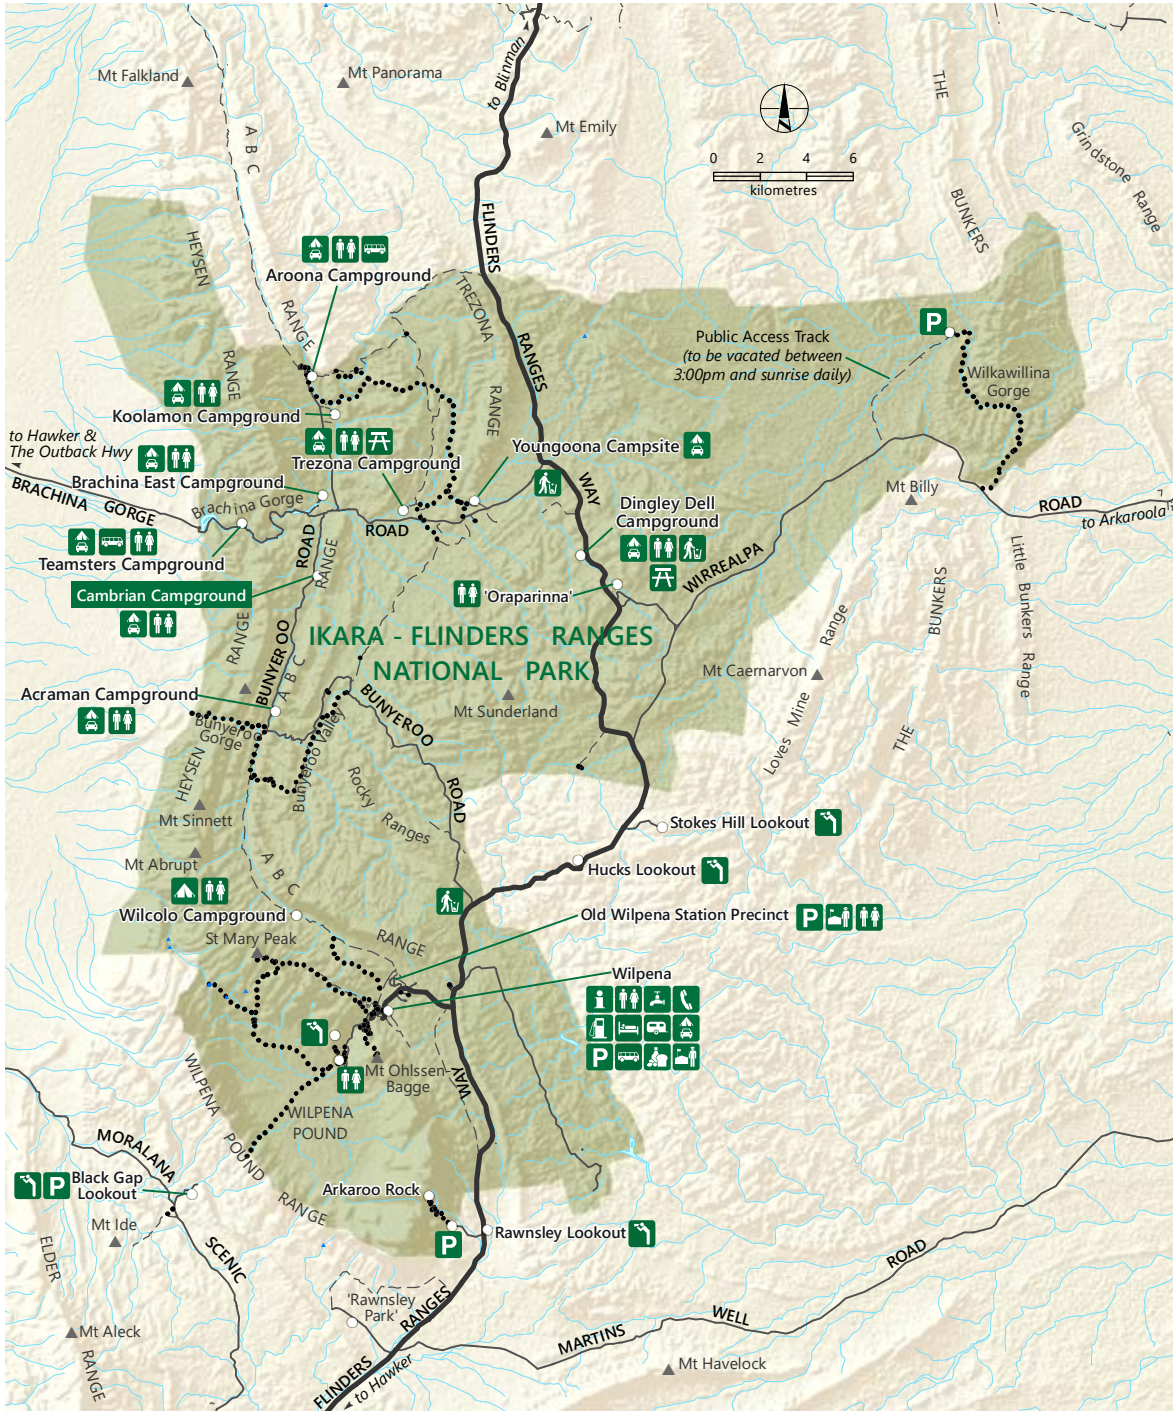 to Blinman
Mt Falkland
Mt Panorama
Mt Emily
0 2 4 6
kilometres
THE
BUNKERS
Grindstone Range
ABC
RANGE
HEYSEN
RANGE
FLINDERS
RANGES
WAY
Aroona Campground
TREZONA
RANGE
Public Access Track
(to be vacated between
3:00pm and sunrise daily)
P
Wilkawillina
Gorge
Koolamon Campground
to Hawker &
The Outback Hwy
Trezona Campground
Youngoona Campsite
Brachina East Campground
BRACHINA GORGE
ROAD
Brachina Gorge
Mt Billy
ROAD
to Arkaroola
Dingley Dell
Campground
Teamsters Campground
ROAD
RANGE
WIRREALPA
Cambrian Campground
'Oraparinna'
IKARA - FLINDERS RANGES
NATIONAL PARK
RANGE
BUNYEROO
ABC
Mt Caernarvon
Loves Mine Range
BUNKERS
THE
Little Bunkers Range
Acraman Campground
Bunyeroo
Gorge
Bunyeroo Valley
BUNYEROO
ROAD
Mt Sunderland
HEYSEN
Rocky
Ranges
Mt Sinnett
Stokes Hill Lookout
Mt Abrupt
Hucks Lookout
ABC
RANGE
Wilcolo Campground
Old Wilpena Station Precinct
P
St Mary Peak
Wilpena
i
P
Mt Ohlssen-
Bagge
WAY
WILPENA
POUND
WILPENA
POUND
RANGE
MORALANA
SCENIC
P
Black Gap
Lookout
Arkaroo Rock
Mt Ide
P
Rawnsley Lookout
ELDER
RANGE
'Rawnsley
Park'
RANGES
FLINDERS
to Hawker
MARTINS
WELL
ROAD
Mt Aleck
Mt Havelock